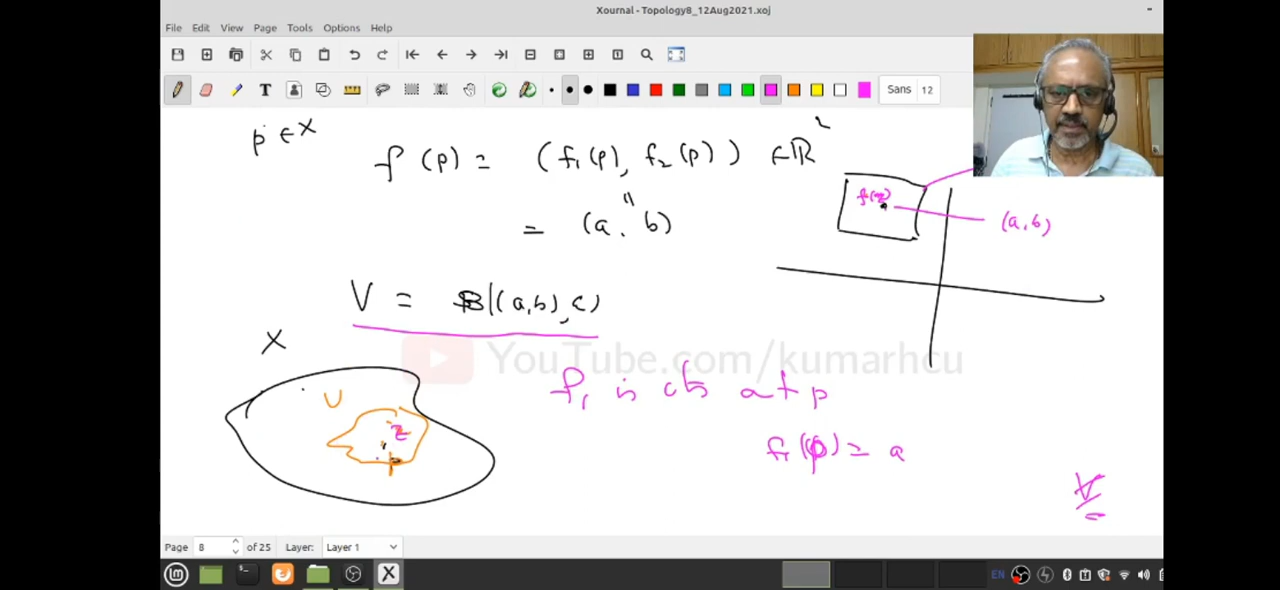 Xournal - Topology8_12Aug2021.xoj
File Edit View Page Tools Options Help
Sans 12
p ∈ X
f (p) = (f₁(p), f₂(p)) ∈ ℝ²
= (a, b)
f(z)
(a, b)
V = B((a,b), ε)
X
YouTube.com/kumarhcu
U
z
p
f₁ is cts at p
f₁(p) = a
V
Page 8 of 25 Layer: Layer 1
EN